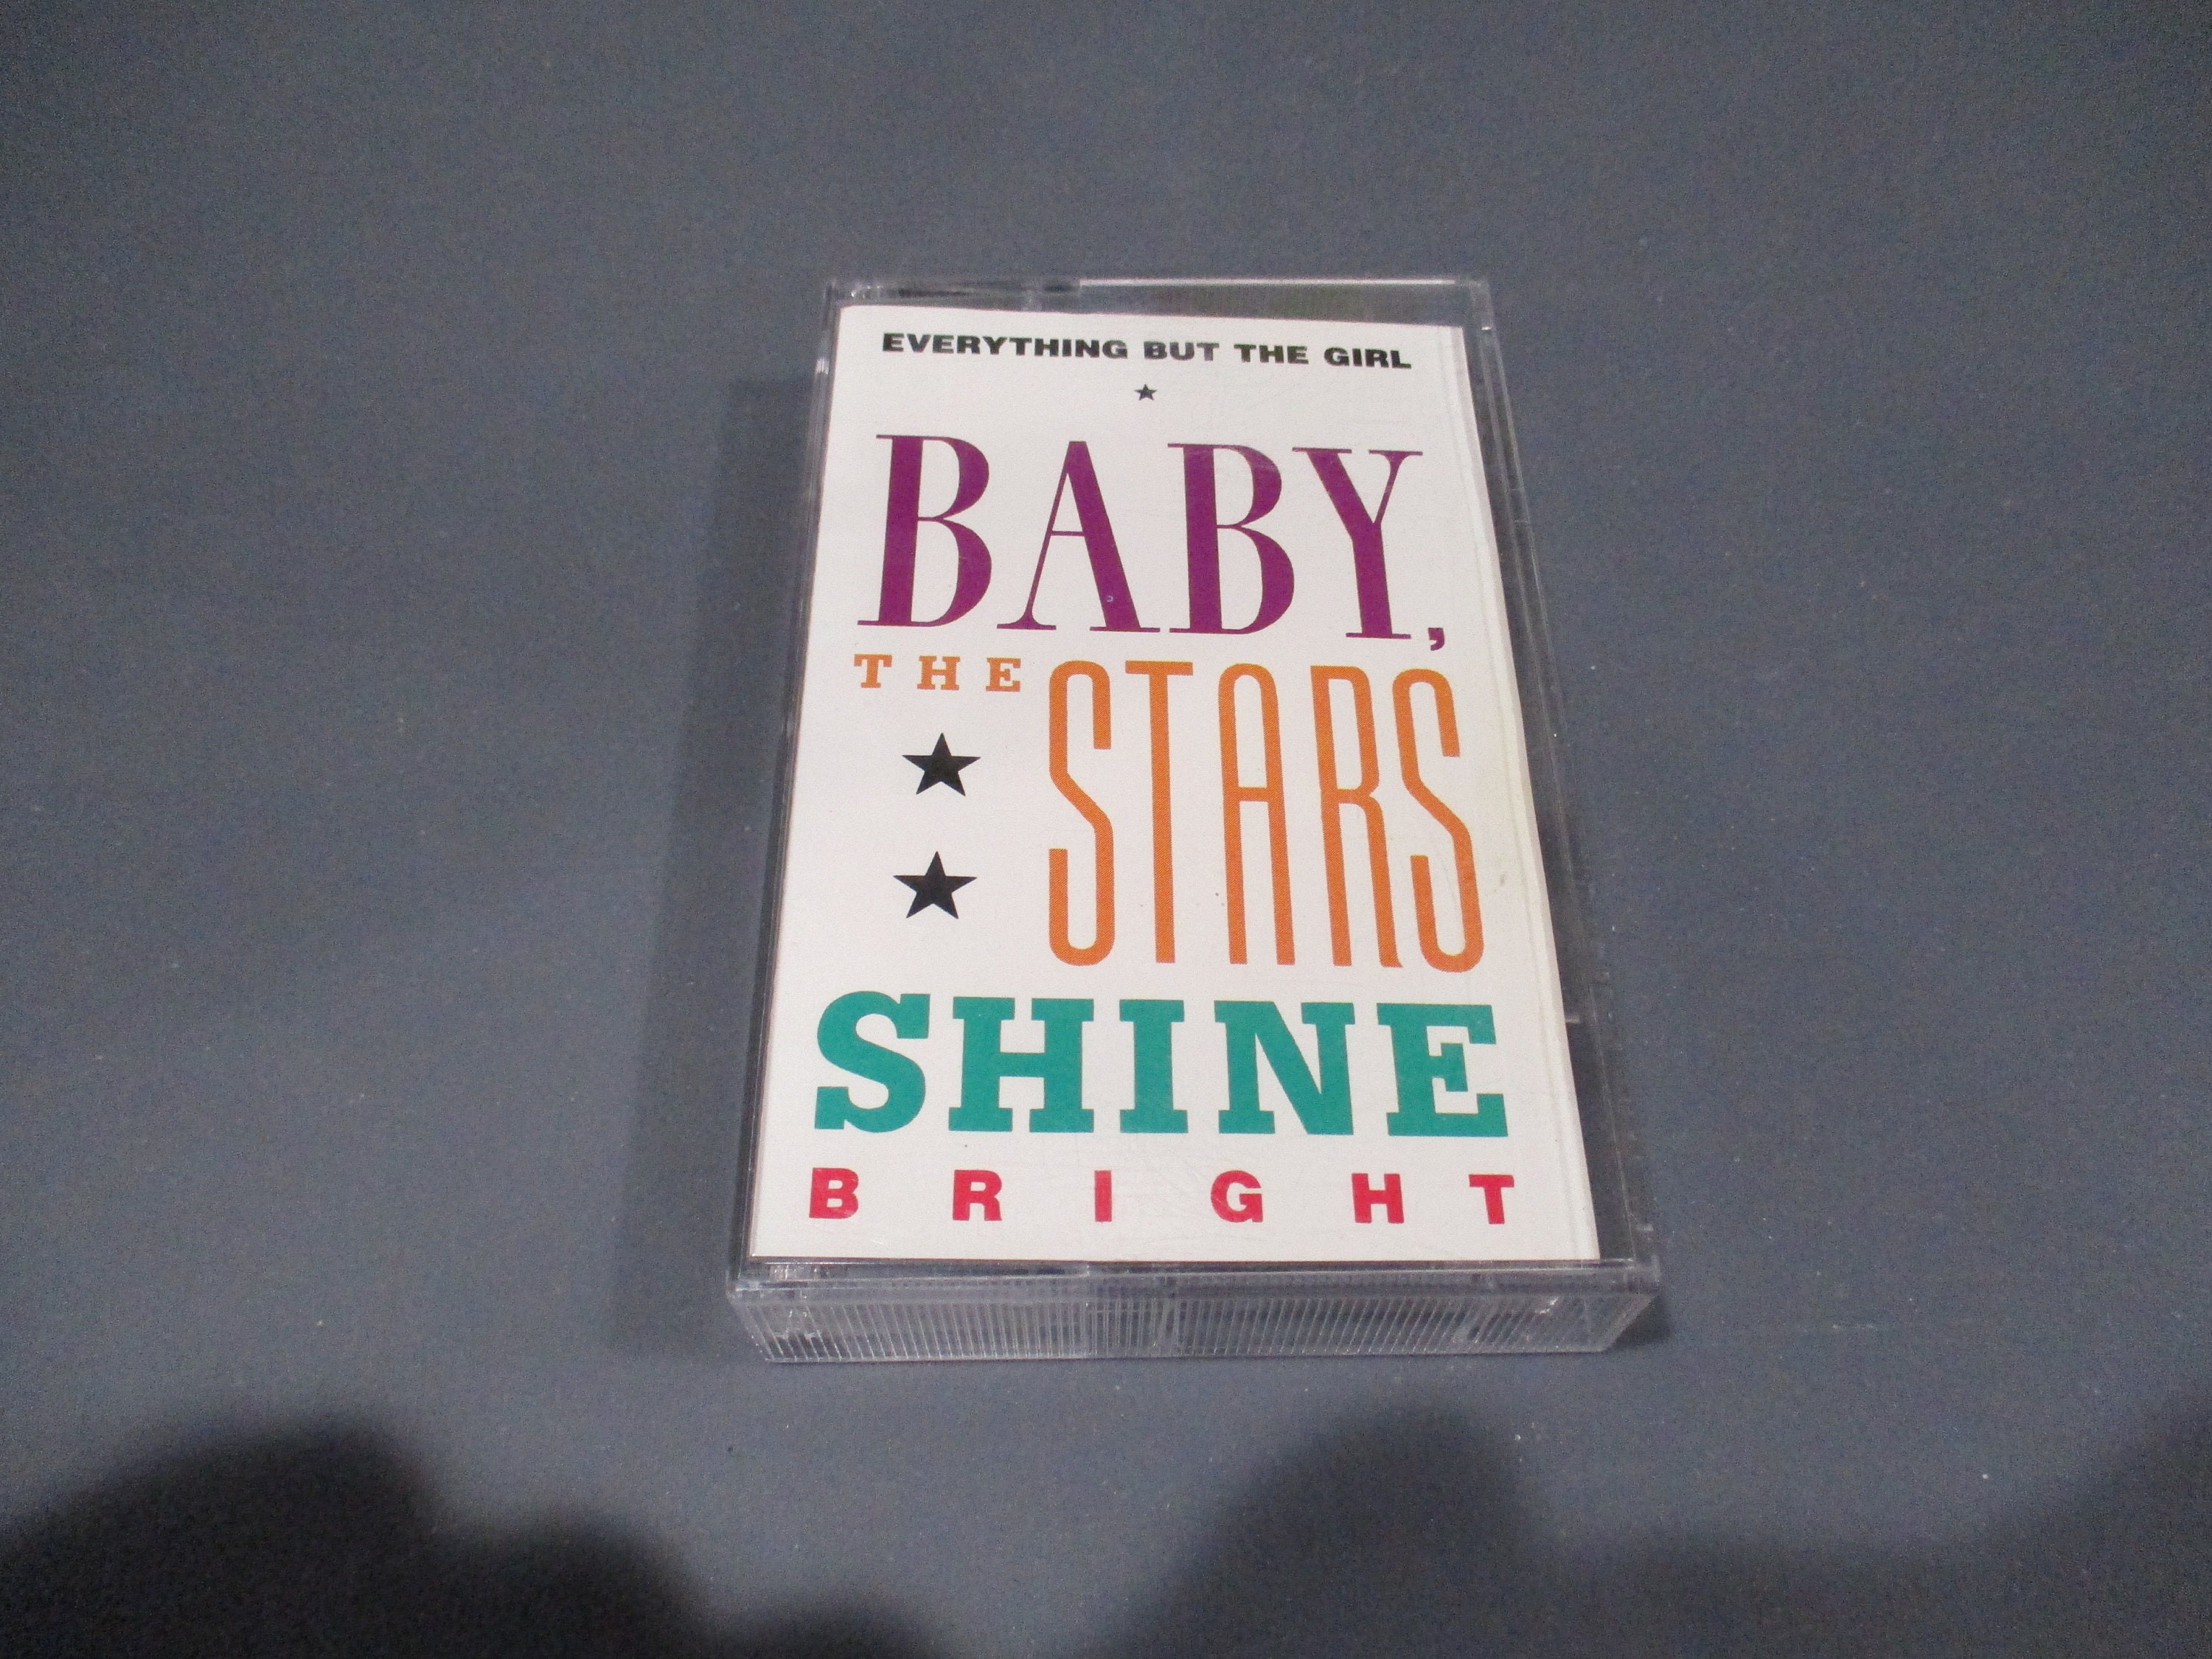 EVERYTHING BUT THE GIRL
BABY,
THE STARS
SHINE
BRIGHT